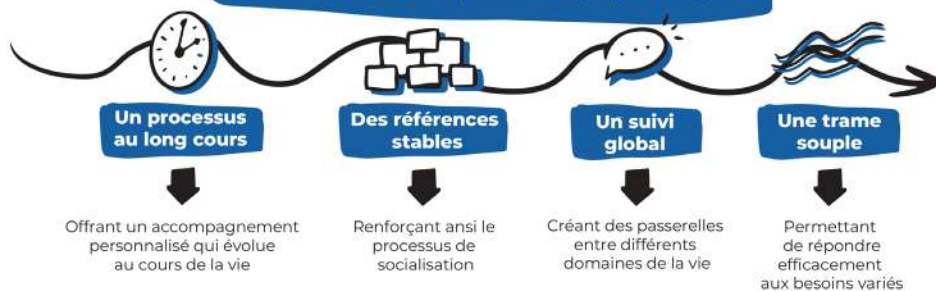 Un processus
au long cours
Des références
stables
Un suivi
global
Une trame
souple
Offrant un accompagnement
personnalisé qui évolue
au cours de la vie
Renforçant ansi le
processus de
socialisation
Créant des passerelles
entre différents
domaines de la vie
Permettant
de répondre
efficacement
aux besoins variés